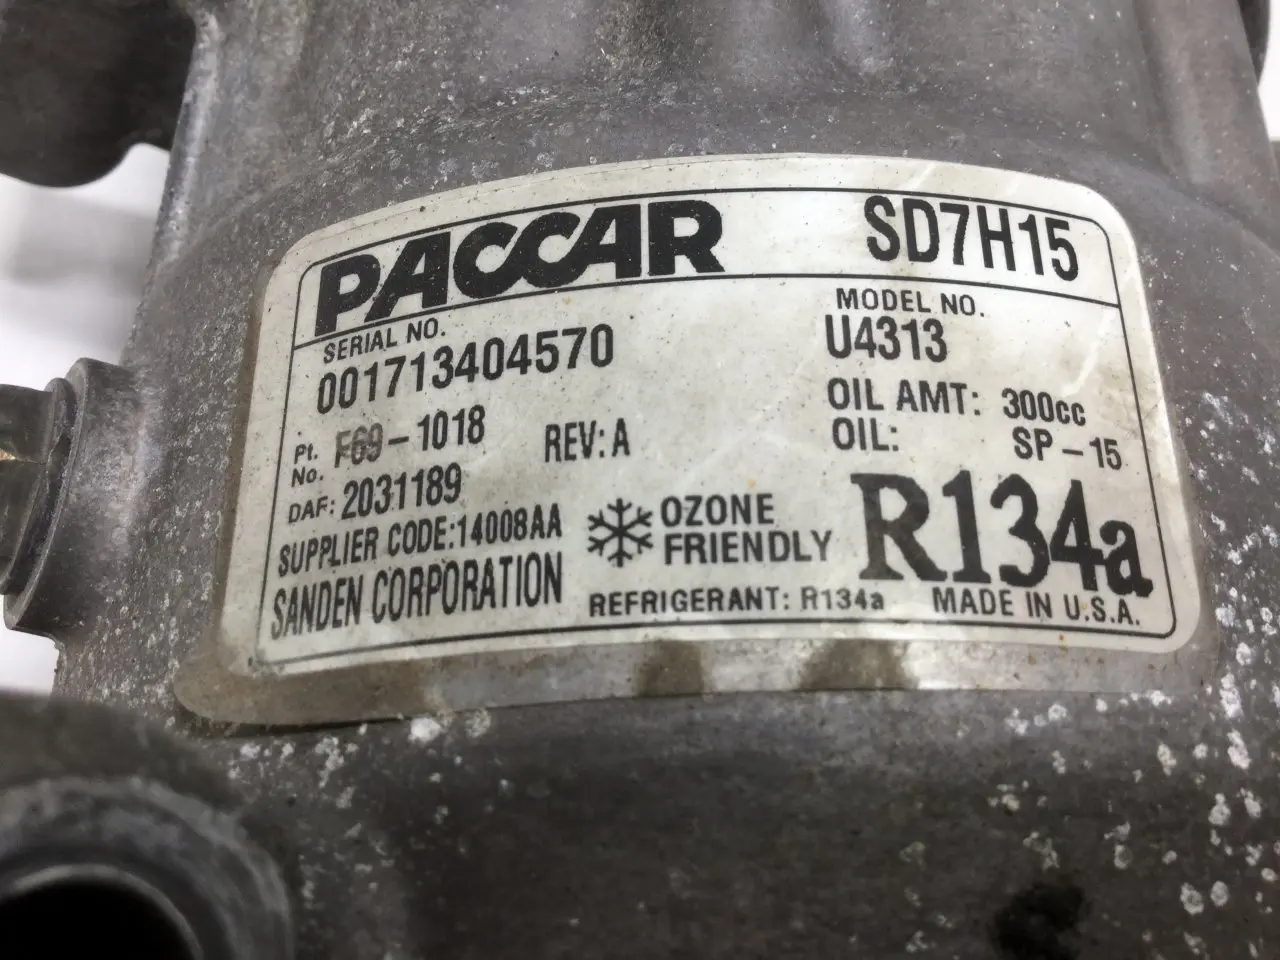 PACCAR SD7H15
SERIAL NO. MODEL NO.
001713404570 U4313
Pt. No. F69-1018 REV: A OIL AMT: 300cc
DAF: 2031189 OIL: SP-15
SUPPLIER CODE: 14008AA OZONE FRIENDLY R134a
SANDEN CORPORATION REFRIGERANT: R134a MADE IN U.S.A.